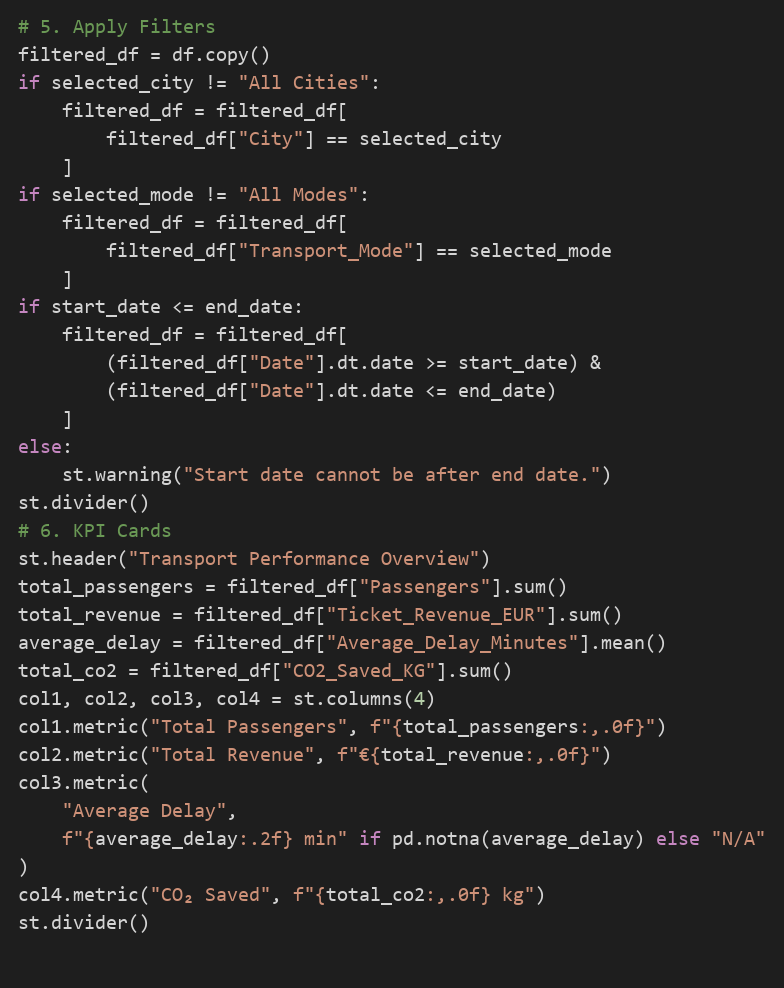 # 5. Apply Filters
filtered_df = df.copy()
if selected_city != "All Cities":
    filtered_df = filtered_df[
        filtered_df["City"] == selected_city
    ]
if selected_mode != "All Modes":
    filtered_df = filtered_df[
        filtered_df["Transport_Mode"] == selected_mode
    ]
if start_date <= end_date:
    filtered_df = filtered_df[
        (filtered_df["Date"].dt.date >= start_date) &
        (filtered_df["Date"].dt.date <= end_date)
    ]
else:
    st.warning("Start date cannot be after end date.")
st.divider()
# 6. KPI Cards
st.header("Transport Performance Overview")
total_passengers = filtered_df["Passengers"].sum()
total_revenue = filtered_df["Ticket_Revenue_EUR"].sum()
average_delay = filtered_df["Average_Delay_Minutes"].mean()
total_co2 = filtered_df["CO2_Saved_KG"].sum()
col1, col2, col3, col4 = st.columns(4)
col1.metric("Total Passengers", f"{total_passengers:,.0f}")
col2.metric("Total Revenue", f"€{total_revenue:,.0f}")
col3.metric(
    "Average Delay",
    f"{average_delay:.2f} min" if pd.notna(average_delay) else "N/A"
)
col4.metric("CO₂ Saved", f"{total_co2:,.0f} kg")
st.divider()